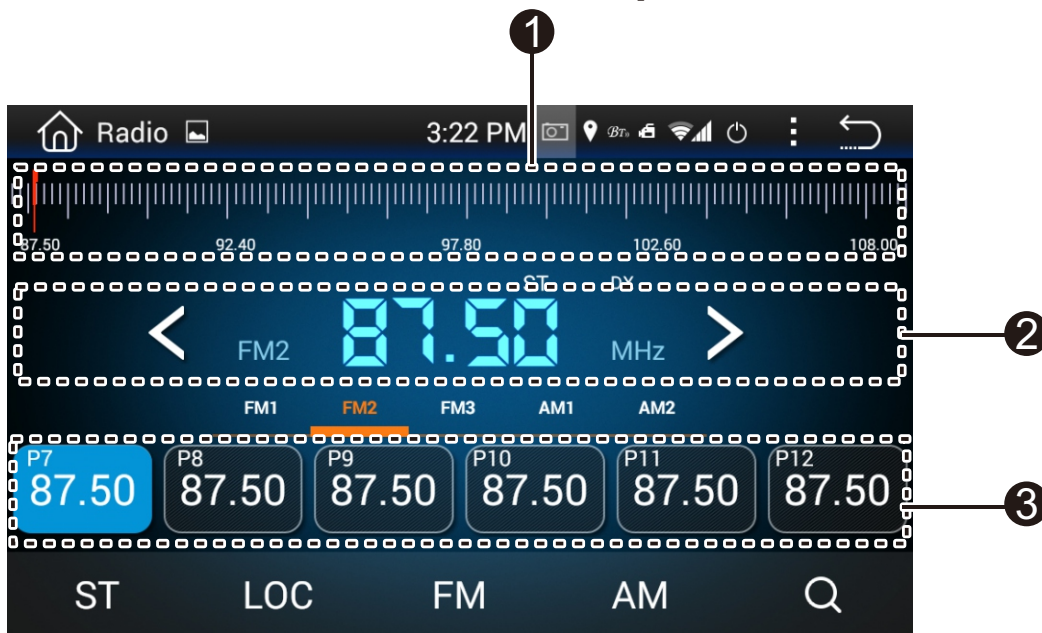 1
Radio 3:22 PM BT
87.50 92.40 97.80 102.60 108.00
ST DX
FM2 87.50 MHz
2
FM1 FM2 FM3 AM1 AM2
P7 P8 P9 P10 P11 P12
87.50 87.50 87.50 87.50 87.50 87.50
3
ST LOC FM AM